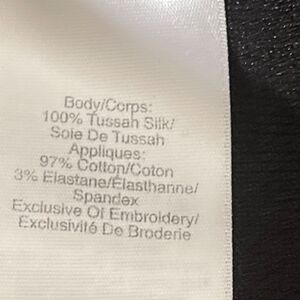 Body/Corps:
100% Tussah Silk/
Soie De Tussah
Appliques:
97% Cotton/Coton
3% Elastane/Elasthanne/
Spandex
Exclusive Of Embroidery/
Exclusivité De Broderie